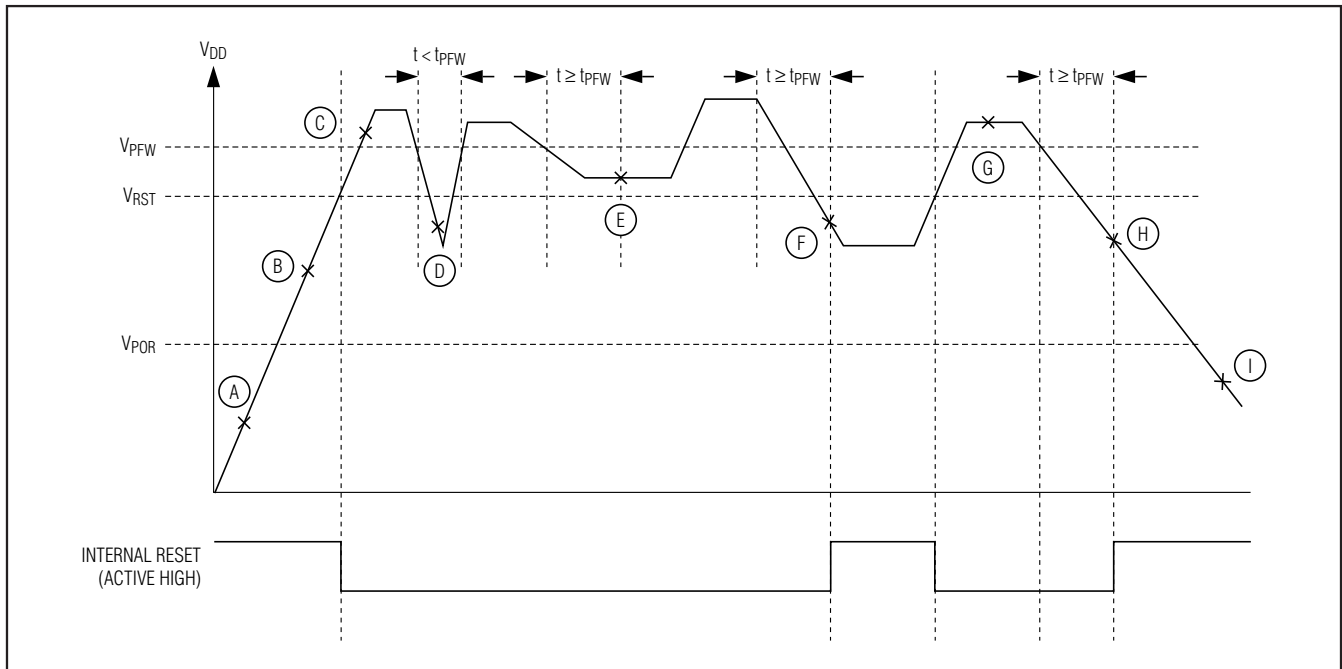 VDD
t < tPFW
t ≥ tPFW
t ≥ tPFW
t ≥ tPFW
C
VPFW
G
VRST
E
F
H
B
D
VPOR
I
A
INTERNAL RESET
(ACTIVE HIGH)